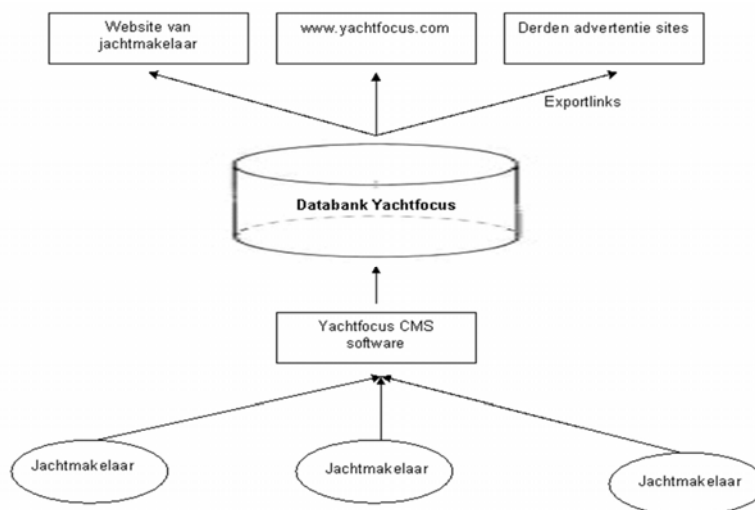 Website van
jachtmakelaar
www.yachtfocus.com
Derden advertentie sites
Exportlinks
Databank Yachtfocus
Yachtfocus CMS
software
Jachtmakelaar
Jachtmakelaar
Jachtmakelaar